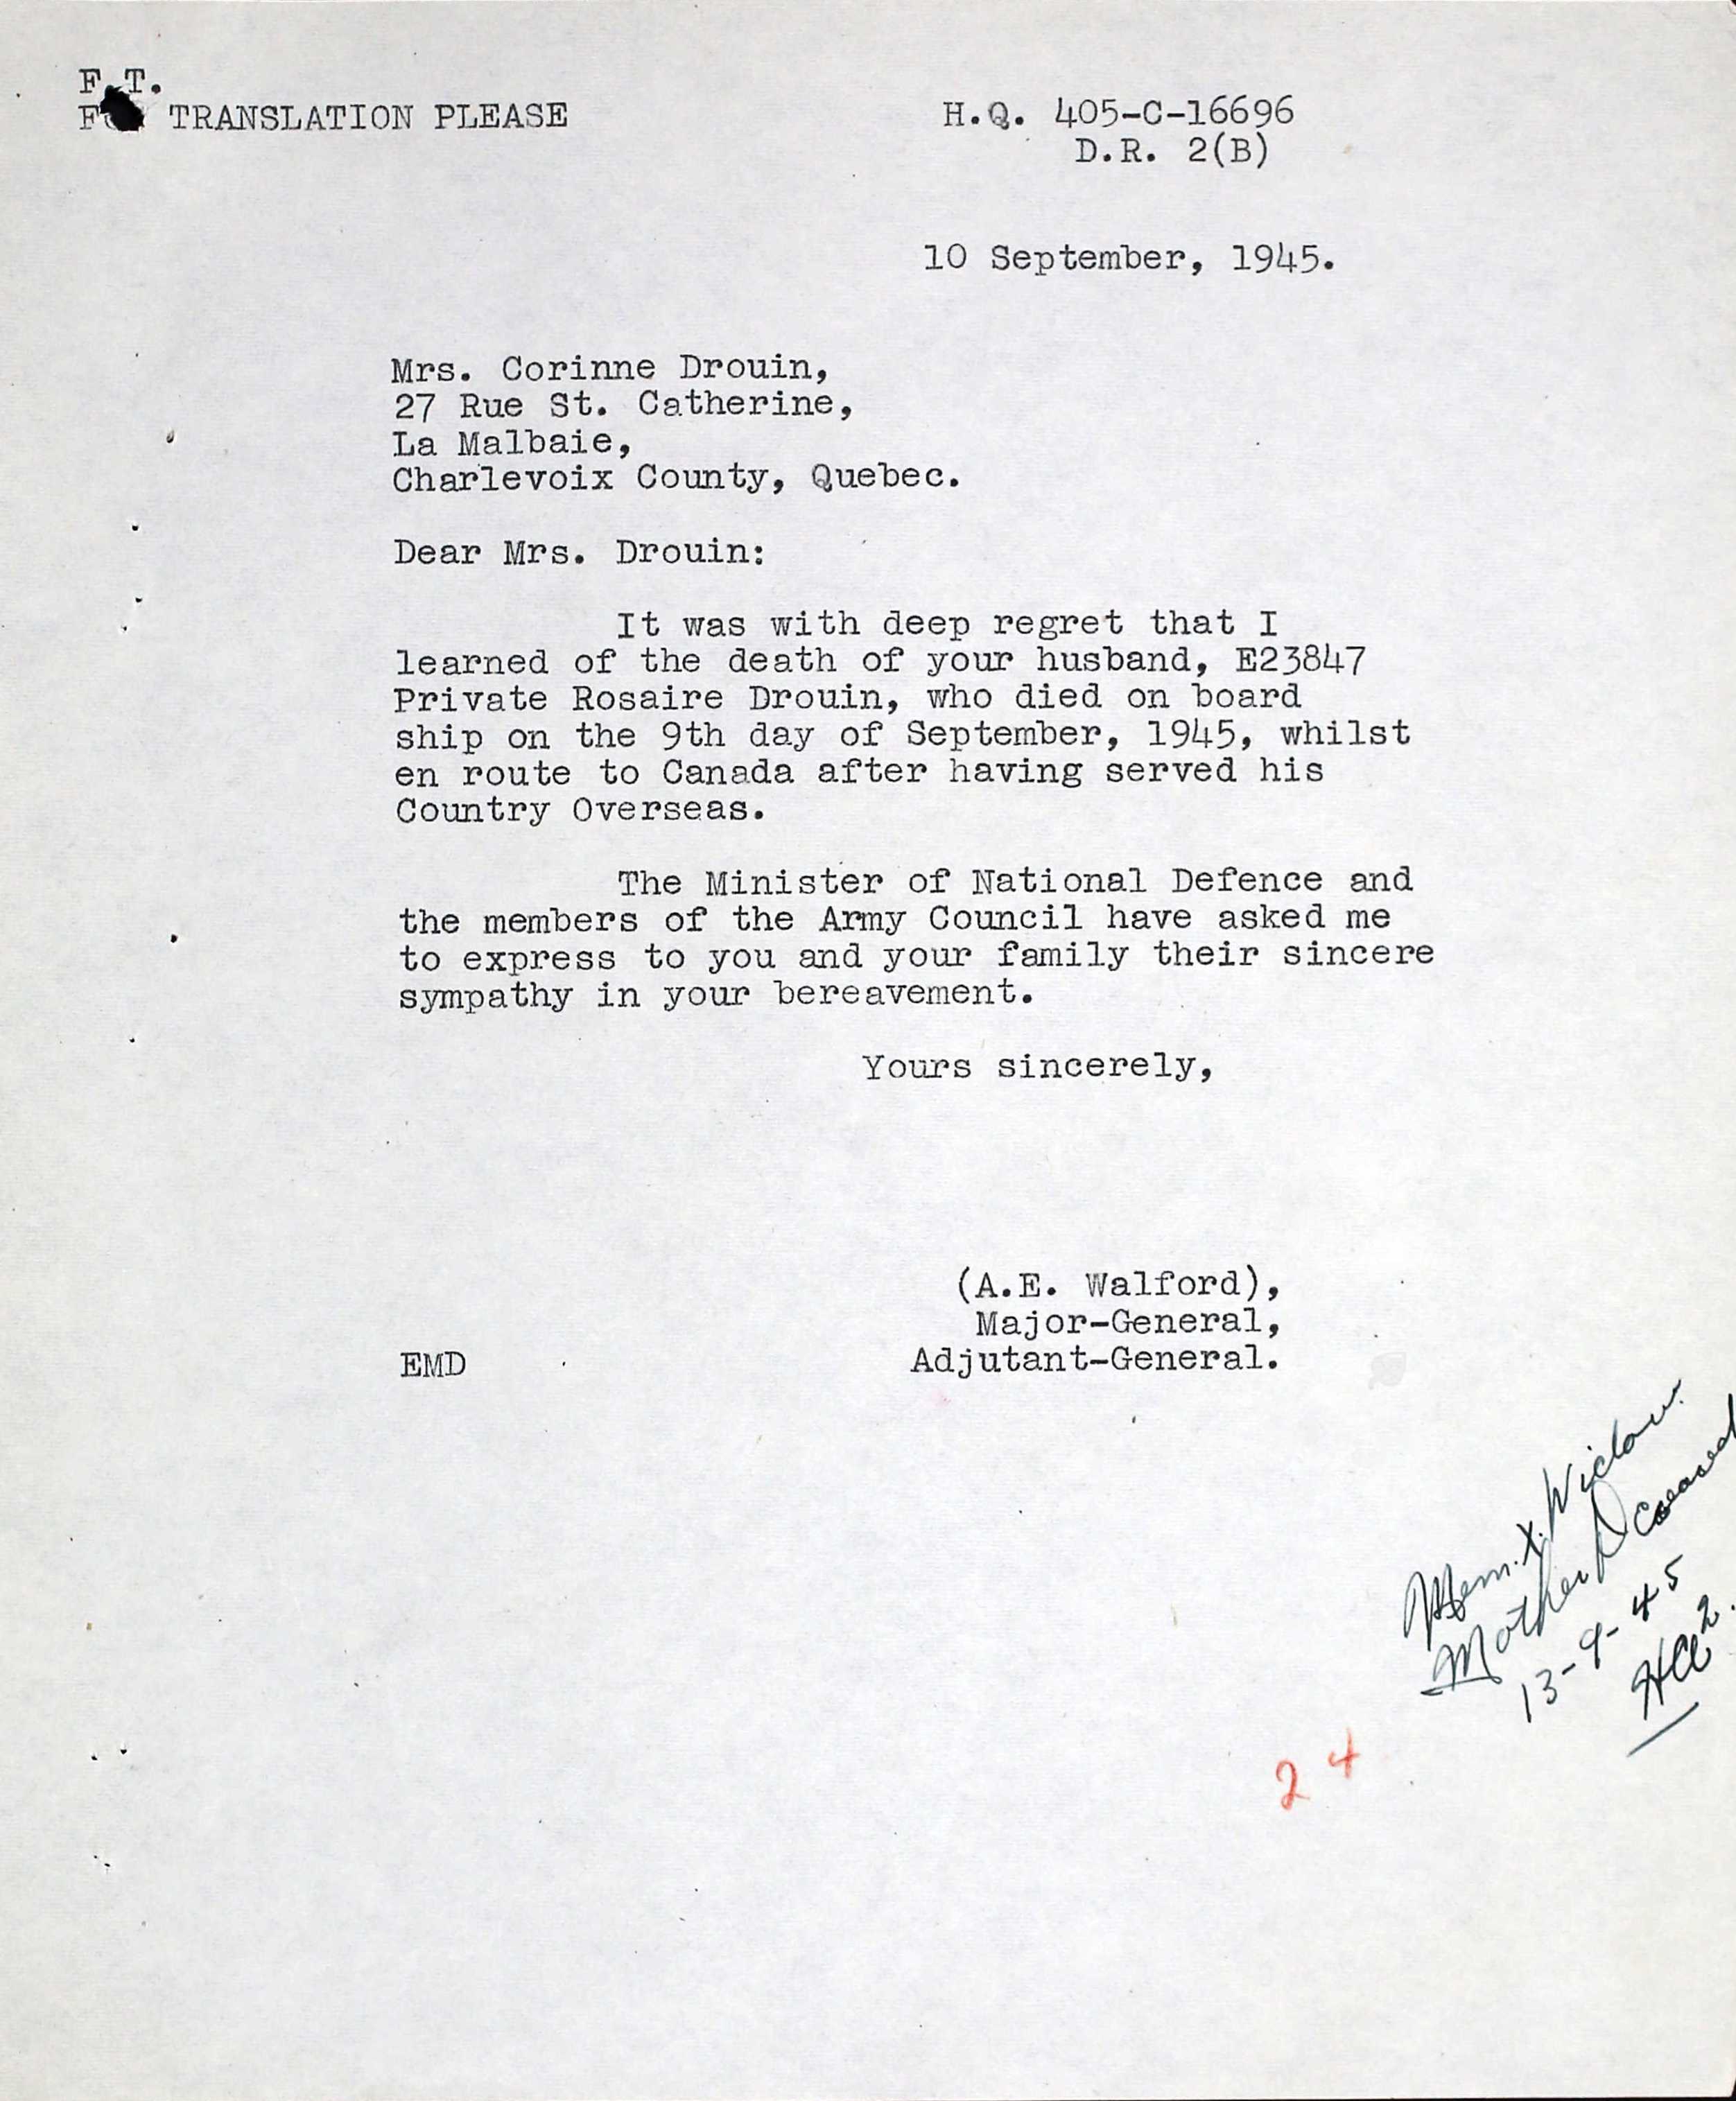 F.T.
TRANSLATION PLEASE
H.Q. 405-C-16696
D.R. 2(B)
10 September, 1945.
Mrs. Corinne Drouin,
27 Rue St. Catherine,
La Malbaie,
Charlevoix County, Quebec.
Dear Mrs. Drouin:
It was with deep regret that I
learned of the death of your husband, E23847
Private Rosaire Drouin, who died on board
ship on the 9th day of September, 1945, whilst
en route to Canada after having served his
Country Overseas.
The Minister of National Defence and
the members of the Army Council have asked me
to express to you and your family their sincere
sympathy in your bereavement.
Yours sincerely,
(A.E. Walford),
Major-General,
Adjutant-General.
EMD
Mem. X. Widow.
Mother Deceased
13-9-45
24